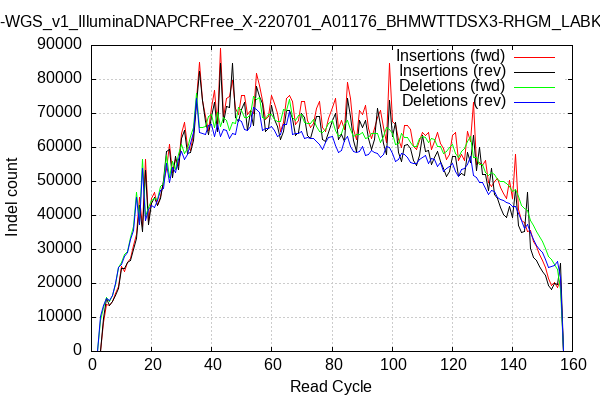 -WGS_v1_IlluminaDNAPCRFree_X-220701_A01176_BHMWTTDSX3-RHGM_LABK
Insertions (fwd)
Insertions (rev)
Deletions (fwd)
Deletions (rev)
Indel count
90000
80000
70000
60000
50000
40000
30000
20000
10000
0
0 20 40 60 80 100 120 140 160
Read Cycle